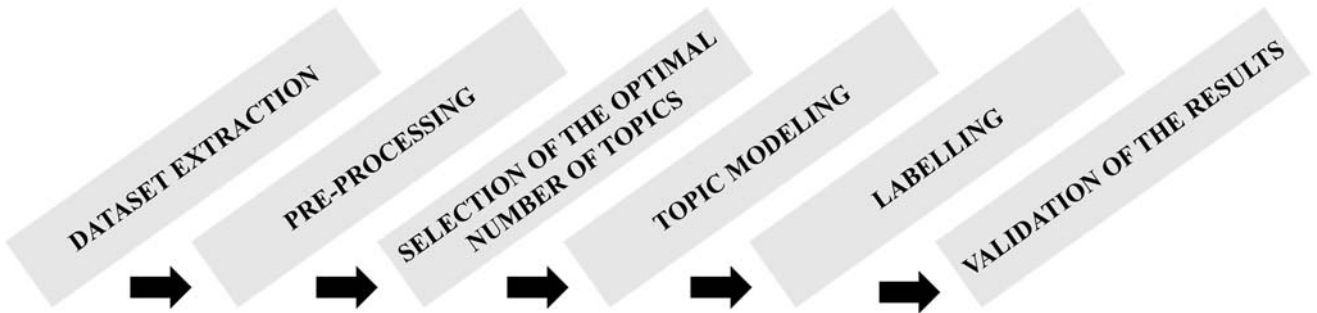 DATASET EXTRACTION
PRE-PROCESSING
SELECTION OF THE OPTIMAL
NUMBER OF TOPICS
TOPIC MODELING
LABELLING
VALIDATION OF THE RESULTS